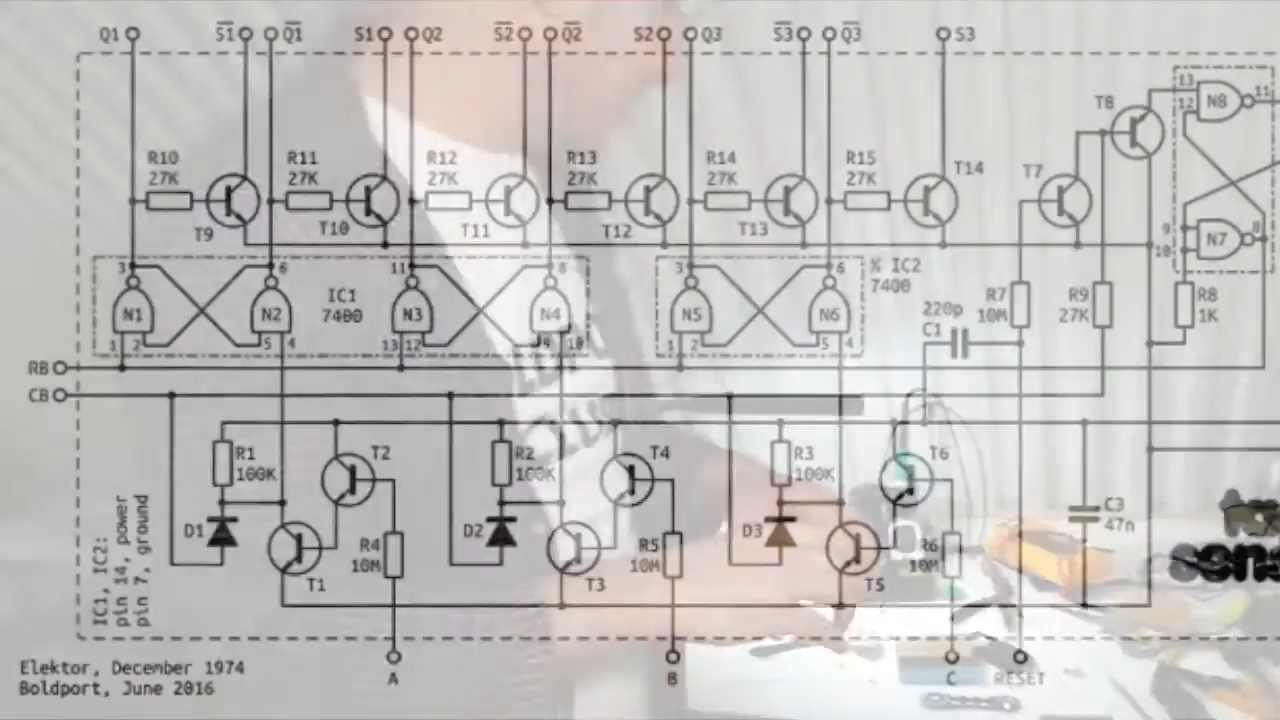 Q1 S1 Q1 S1 Q2 S2 Q2 S2 Q3 S3 Q3 S3
T8
13
12
N8
11
R10
27K
R11
27K
R12
27K
R13
27K
R14
27K
R15
27K
T14
T7
T9
T10
T11
T12
T13
9
10
N7
8
3 6 11 8 3 6
½ IC2
7400
IC1
7400
N1 N2 N3 N4 N5 N6
1 2 5 4 13 12 9 10 1 2 5 4
220p
C1
R7
10M
R9
27K
R8
1K
RB
CB
R1
100K
T2
R2
100K
T4
R3
100K
T6
D1
D2
D3
R4
10M
R5
10M
R6
10M
C3
47n
T1
T3
T5
IC1, IC2:
pin 14, power
pin 7, ground
A B C RESET
Elektor, December 1974
Boldport, June 2016